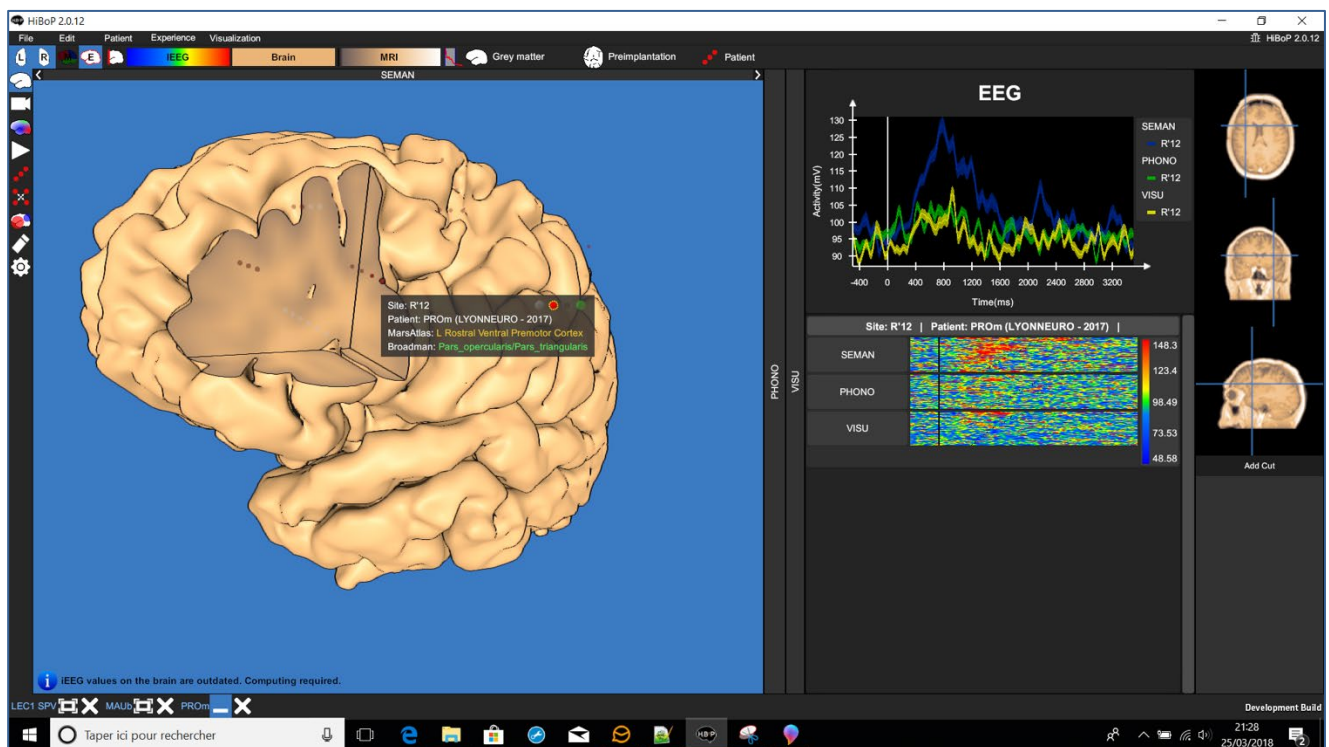 HiBoP 2.0.12
File Edit Patient Experience Visualization
HiBoP 2.0.12
L R E IEEG Brain MRI Grey matter Preimplantation Patient
SEMAN
EEG
Activity(mV)
130
125
120
115
110
105
100
95
90
-400 0 400 800 1200 1600 2000 2400 2800 3200
Time(ms)
SEMAN
R'12
PHONO
R'12
VISU
R'12
Site: R'12
Patient: PROm (LYONNEURO - 2017)
MarsAtlas: L Rostral Ventral Premotor Cortex
Broadman: Pars_opercularis/Pars_triangularis
PHONO
VISU
Site: R'12 | Patient: PROm (LYONNEURO - 2017) |
SEMAN
PHONO
VISU
148.3
123.4
98.49
73.53
48.58
Add Cut
iEEG values on the brain are outdated. Computing required.
LEC1 SPV MAUb PROm
Development Build
Taper ici pour rechercher
HBP
21:28
25/03/2018
2